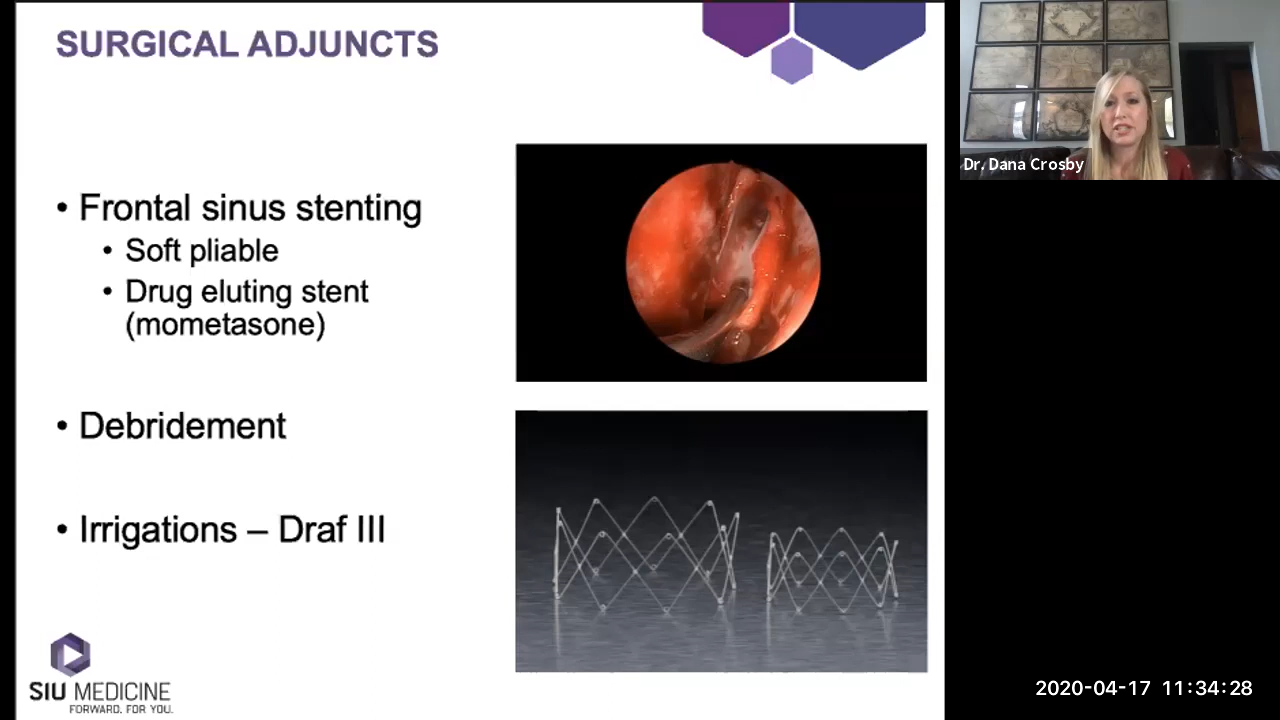 SURGICAL ADJUNCTS
• Frontal sinus stenting
• Soft pliable
• Drug eluting stent
(mometasone)
• Debridement
• Irrigations – Draf III
SIU MEDICINE
FORWARD. FOR YOU.
Dr. Dana Crosby
2020-04-17 11:34:28